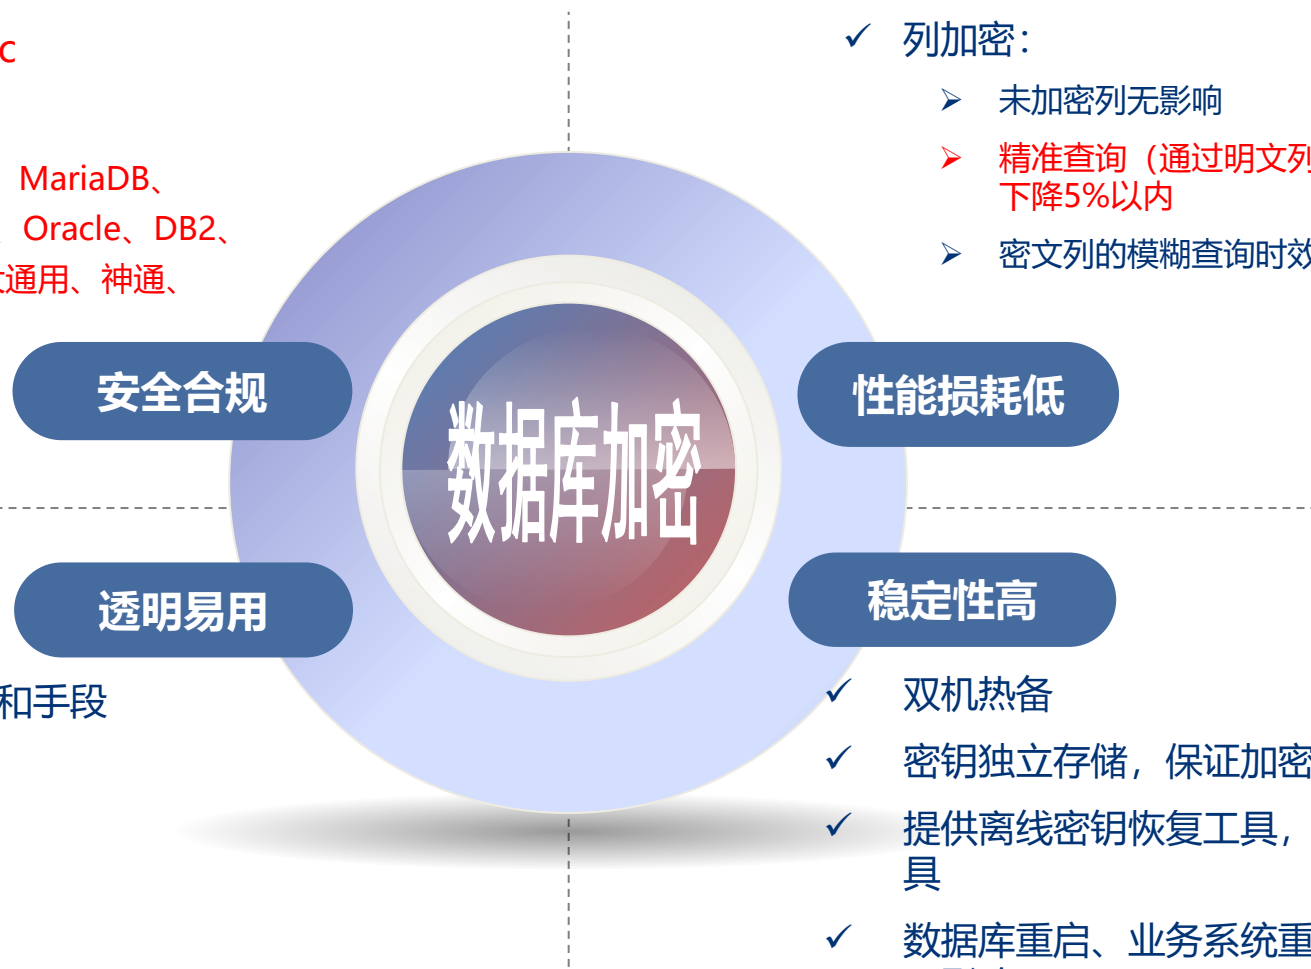 c
MariaDB、
Oracle、DB2、
通用、神通、
安全合规
透明易用
和手段
数据库加密
列加密：
未加密列无影响
精准查询（通过明文列
下降5%以内
密文列的模糊查询时效
性能损耗低
稳定性高
双机热备
密钥独立存储，保证加密
提供离线密钥恢复工具，
具
数据库重启、业务系统重